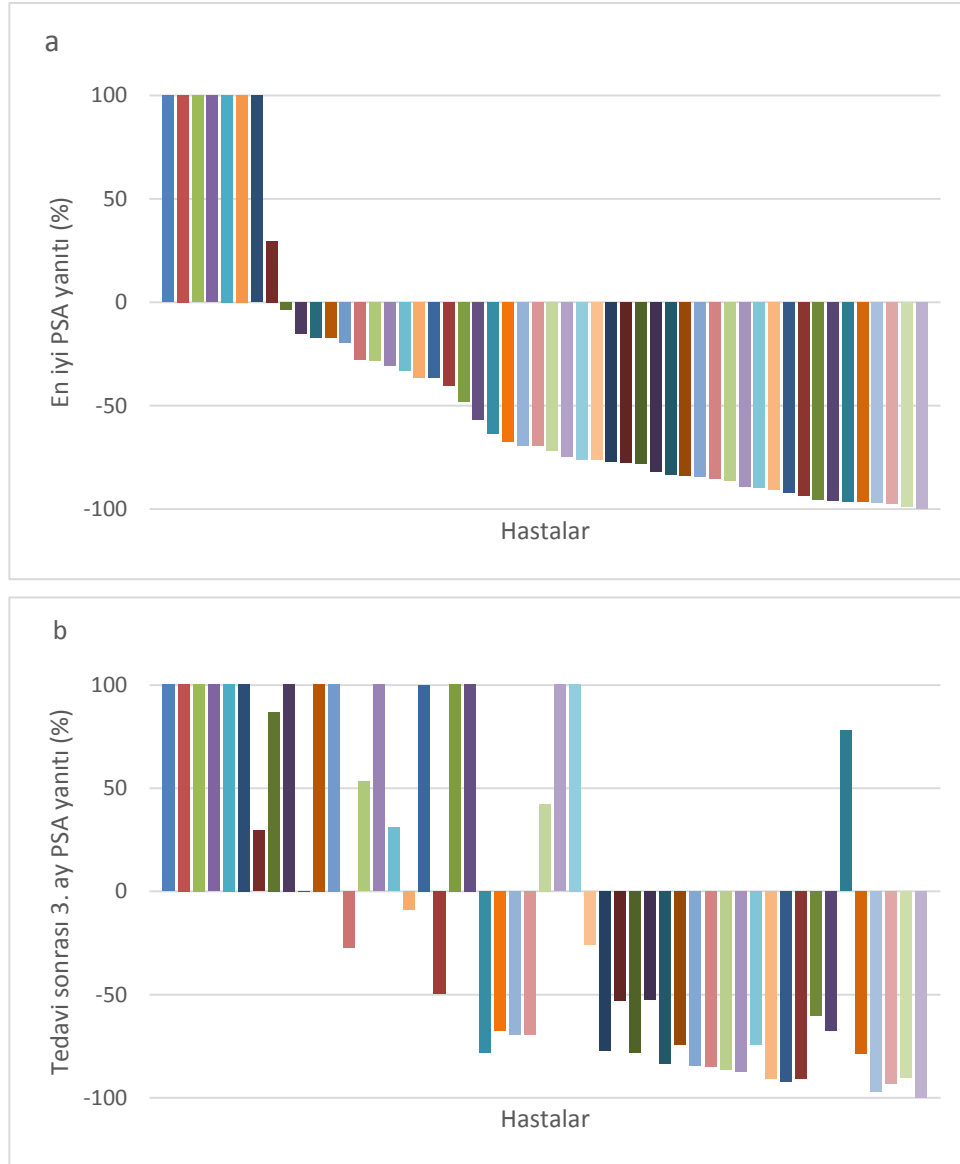 a
En iyi PSA yanıtı (%)
100
50
0
-50
-100
Hastalar
b
Tedavi sonrası 3. ay PSA yanıtı (%)
100
50
0
-50
-100
Hastalar